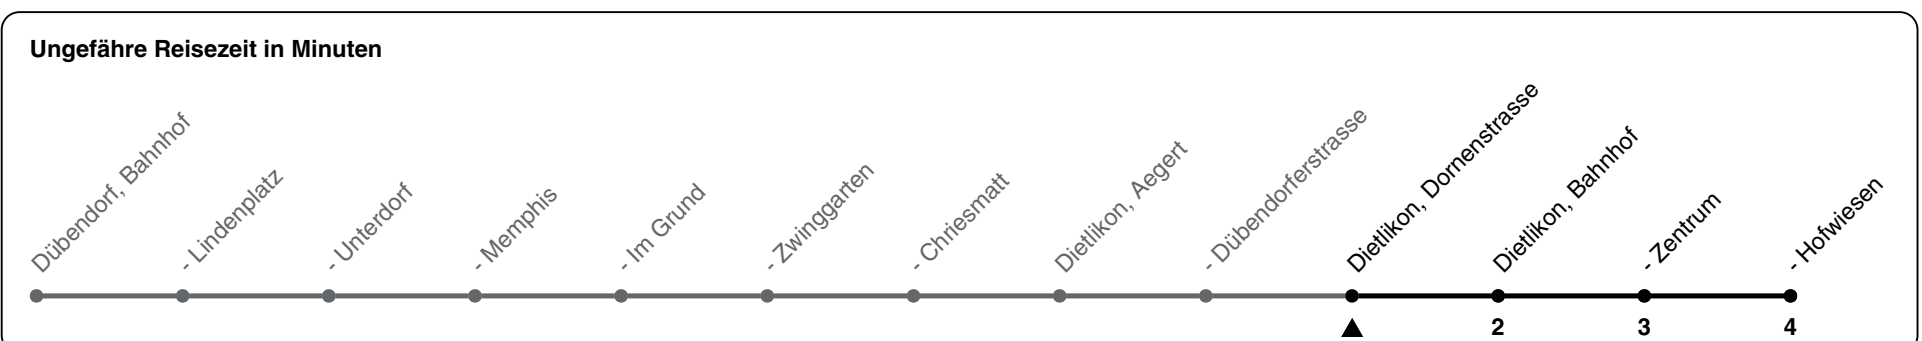 Ungefähre Reisezeit in Minuten
Dübendorf, Bahnhof
- Lindenplatz
- Unterdorf
- Memphis
- Im Grund
- Zwinggarten
- Chriesmatt
Dietlikon, Aegert
- Dübendorferstrasse
Dietlikon, Dornenstrasse
Dietlikon, Bahnhof
- Zentrum
- Hofwiesen
2 3 4